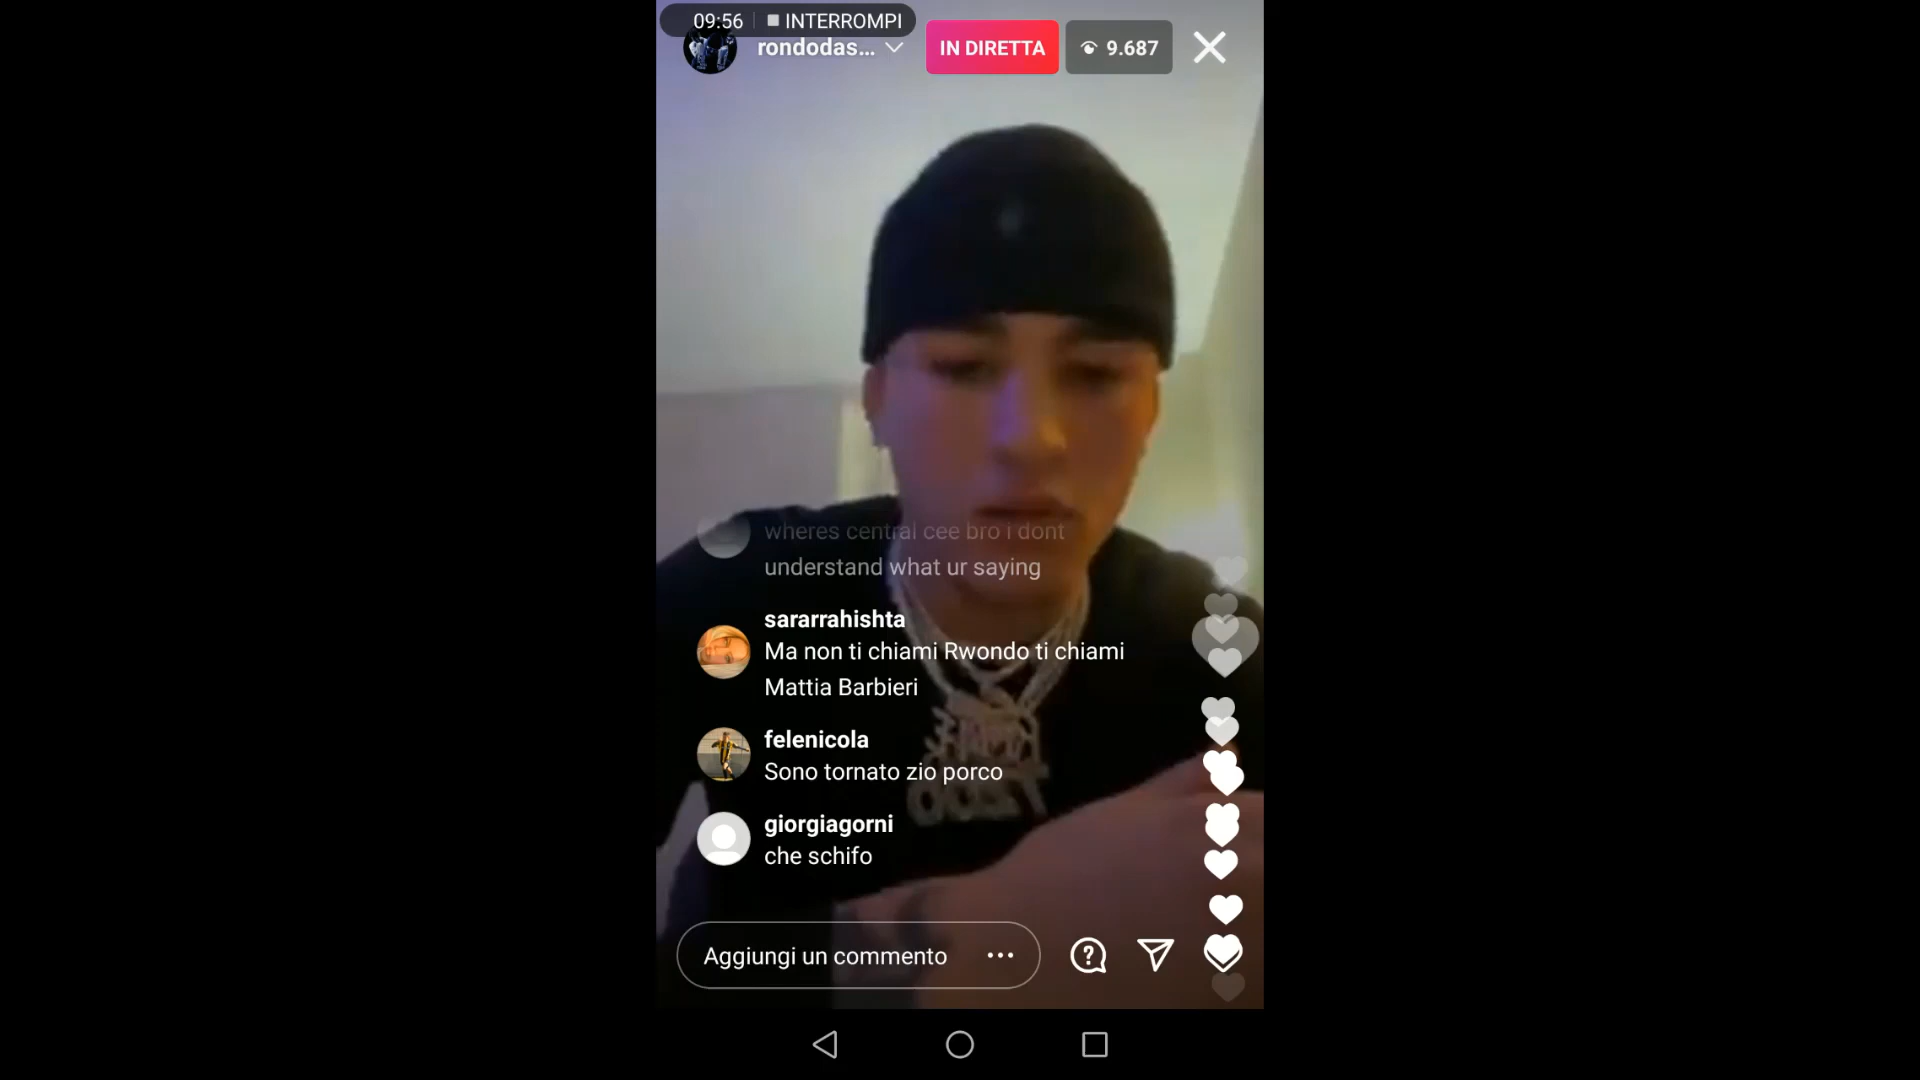 09:56 INTERROMPI
rondodas...
IN DIRETTA
9.687
wheres central cee bro i dont
understand what ur saying
sararrahishta
Ma non ti chiami Rwondo ti chiami
Mattia Barbieri
felenicola
Sono tornato zio porco
giorgiagorni
che schifo
Aggiungi un commento